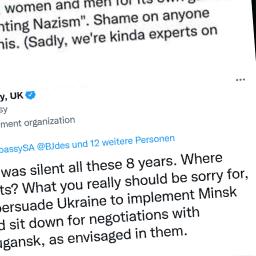 women and men for its own
nting Nazism". Shame on anyone
his. (Sadly, we're kinda experts on
y, UK
sy
ment organization
bassySA @BJdes und 12 weitere Personen
was silent all these 8 years. Where
ts? What you really should be sorry for,
persuade Ukraine to implement Minsk
d sit down for negotiations with
ugansk, as envisaged in them.